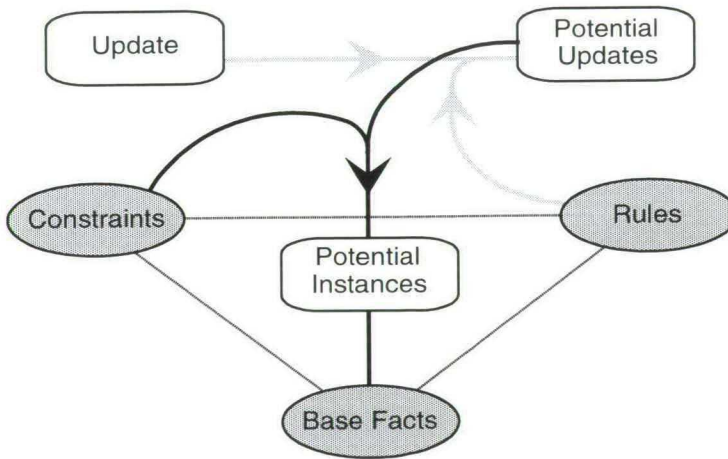 Update
Potential
Updates
Constraints
Rules
Potential
Instances
Base Facts